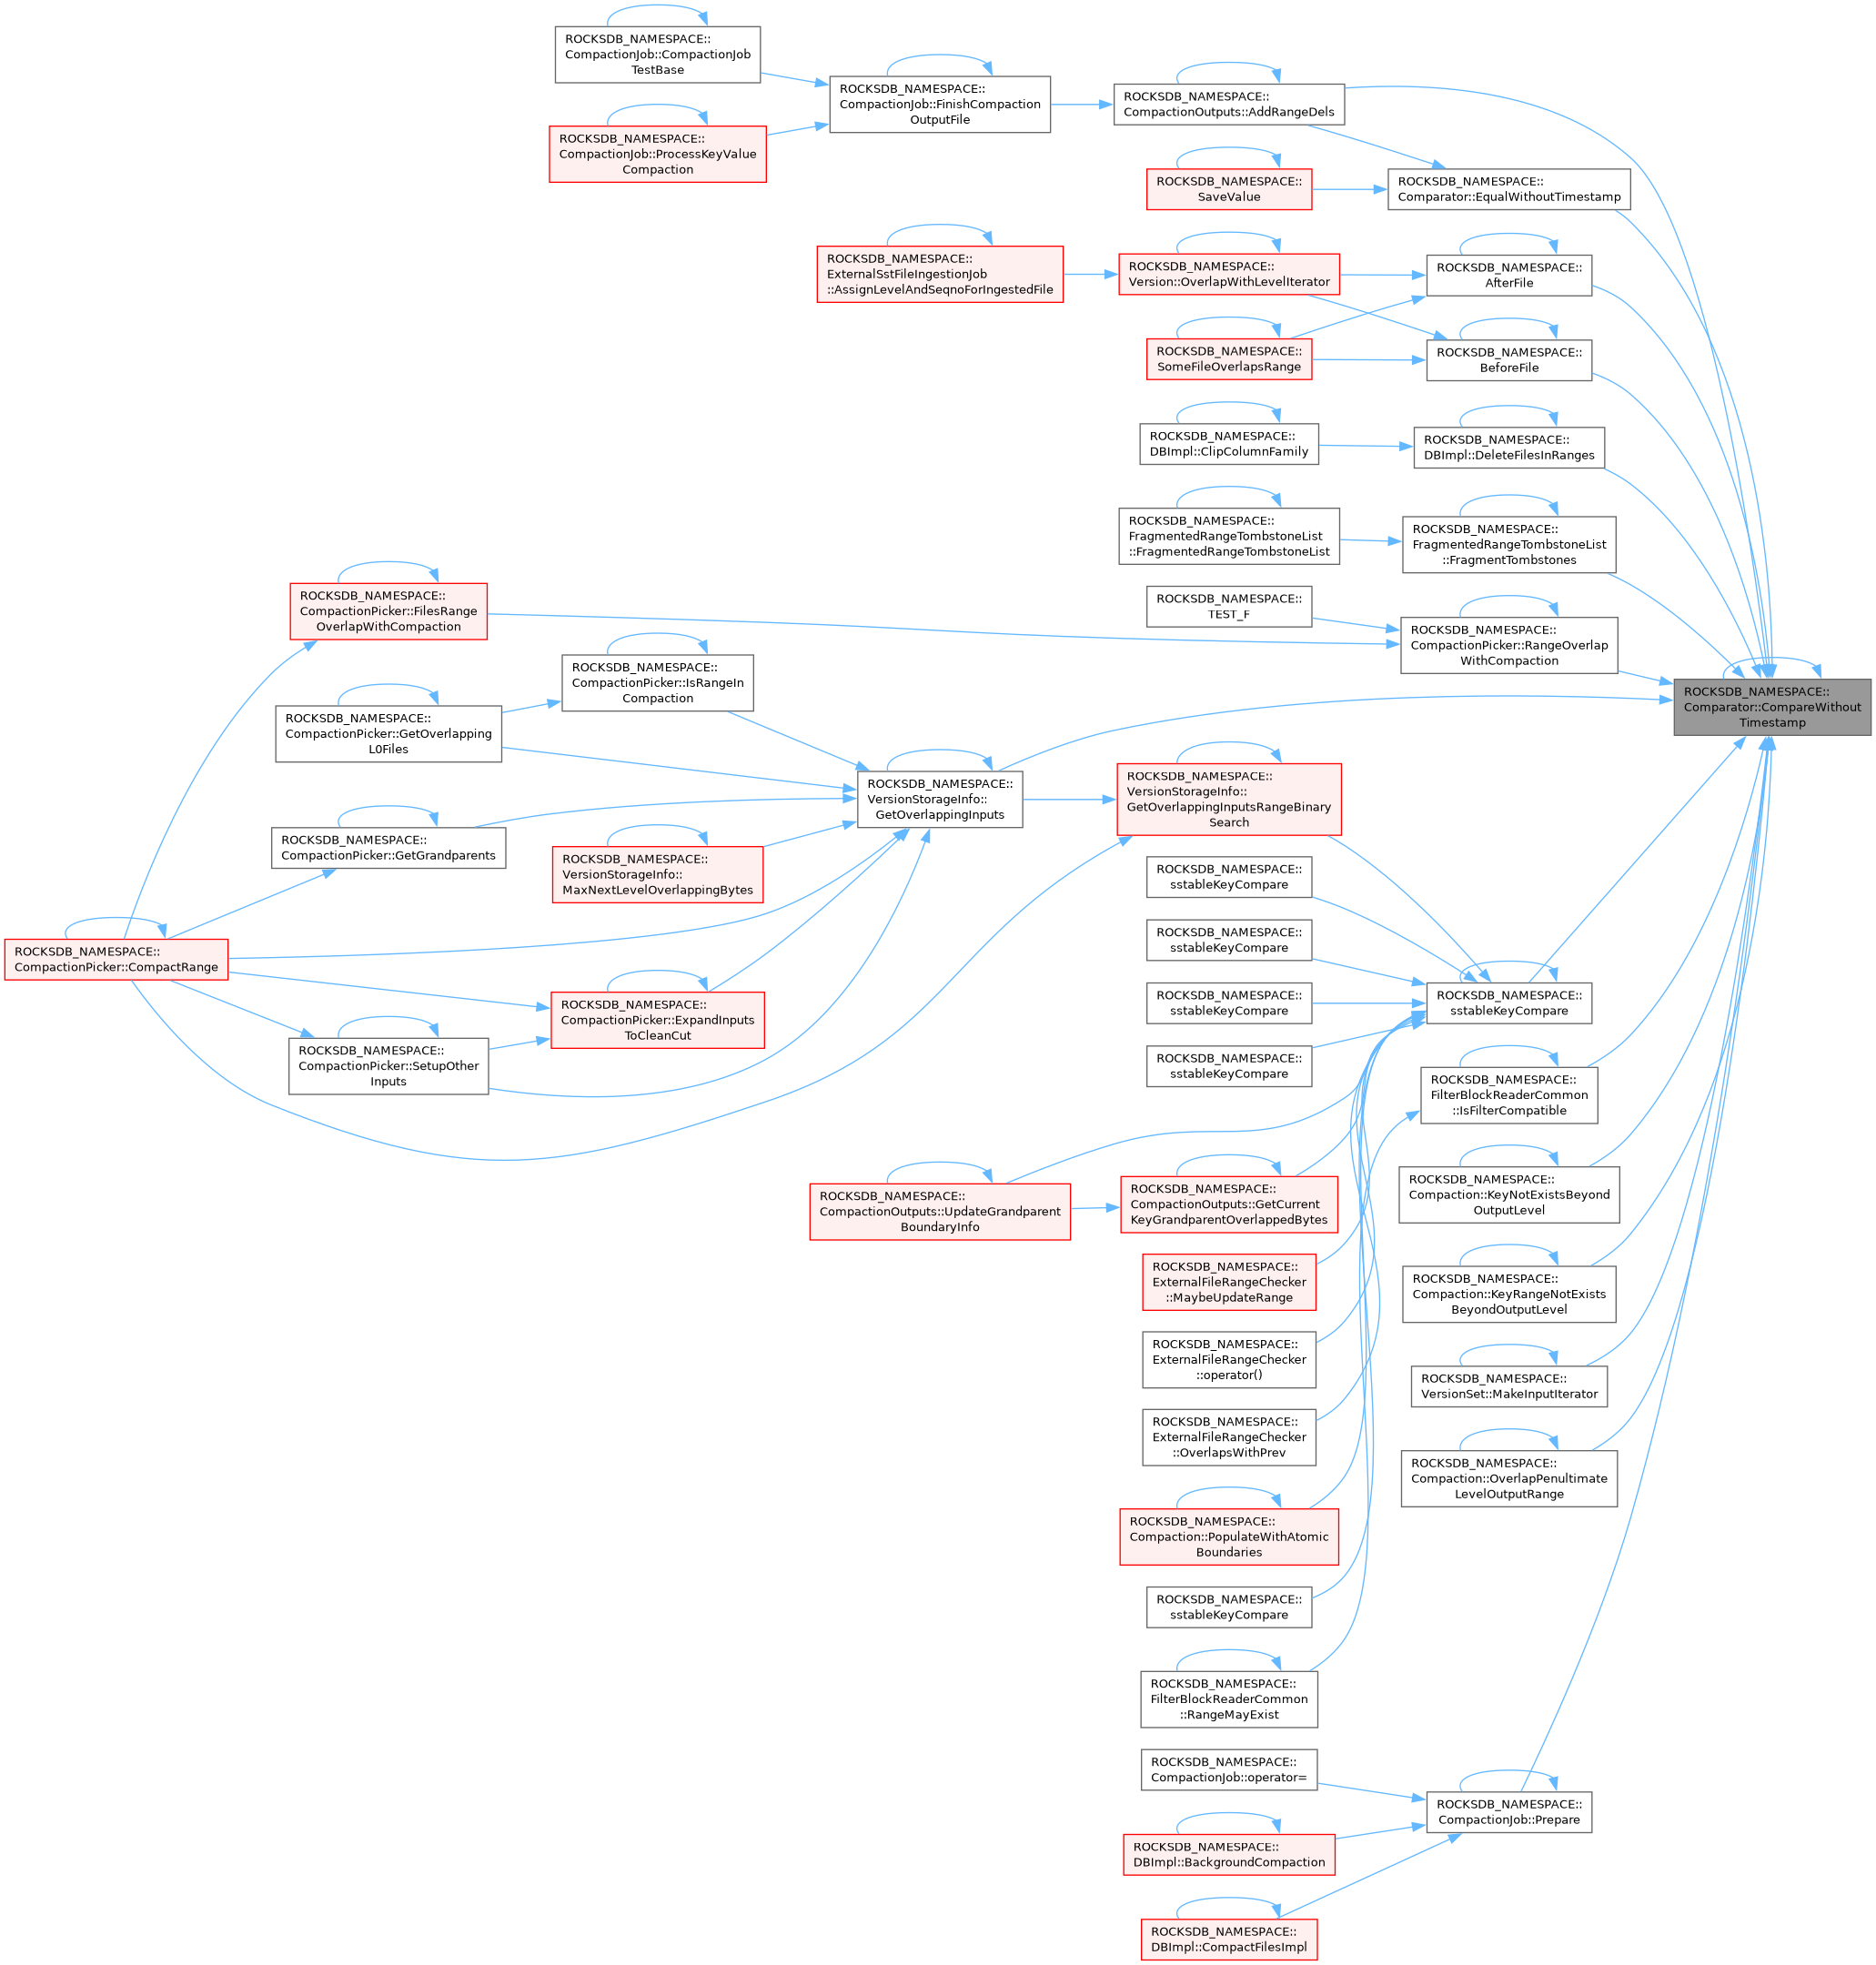 ROCKSDB_NAMESPACE::
CompactionJob::CompactionJob
TestBase
ROCKSDB_NAMESPACE::
CompactionJob::FinishCompaction
OutputFile
ROCKSDB_NAMESPACE::
CompactionOutputs::AddRangeDels
ROCKSDB_NAMESPACE::
CompactionJob::ProcessKeyValue
Compaction
ROCKSDB_NAMESPACE::
SaveValue
ROCKSDB_NAMESPACE::
Comparator::EqualWithoutTimestamp
ROCKSDB_NAMESPACE::
ExternalSstFileIngestionJob
::AssignLevelAndSeqnoForIngestedFile
ROCKSDB_NAMESPACE::
Version::OverlapWithLevelIterator
ROCKSDB_NAMESPACE::
AfterFile
ROCKSDB_NAMESPACE::
SomeFileOverlapsRange
ROCKSDB_NAMESPACE::
BeforeFile
ROCKSDB_NAMESPACE::
DBImpl::ClipColumnFamily
ROCKSDB_NAMESPACE::
DBImpl::DeleteFilesInRanges
ROCKSDB_NAMESPACE::
FragmentedRangeTombstoneList
::FragmentedRangeTombstoneList
ROCKSDB_NAMESPACE::
FragmentedRangeTombstoneList
::FragmentTombstones
ROCKSDB_NAMESPACE::
CompactionPicker::FilesRange
OverlapWithCompaction
ROCKSDB_NAMESPACE::
TEST_F
ROCKSDB_NAMESPACE::
CompactionPicker::RangeOverlap
WithCompaction
ROCKSDB_NAMESPACE::
CompactionPicker::IsRangeIn
Compaction
ROCKSDB_NAMESPACE::
Comparator::CompareWithout
Timestamp
ROCKSDB_NAMESPACE::
CompactionPicker::GetOverlapping
L0Files
ROCKSDB_NAMESPACE::
VersionStorageInfo::
GetOverlappingInputs
ROCKSDB_NAMESPACE::
VersionStorageInfo::
GetOverlappingInputsRangeBinary
Search
ROCKSDB_NAMESPACE::
CompactionPicker::GetGrandparents
ROCKSDB_NAMESPACE::
VersionStorageInfo::
MaxNextLevelOverlappingBytes
ROCKSDB_NAMESPACE::
sstableKeyCompare
ROCKSDB_NAMESPACE::
CompactionPicker::CompactRange
ROCKSDB_NAMESPACE::
sstableKeyCompare
ROCKSDB_NAMESPACE::
CompactionPicker::ExpandInputs
ToCleanCut
ROCKSDB_NAMESPACE::
sstableKeyCompare
ROCKSDB_NAMESPACE::
sstableKeyCompare
ROCKSDB_NAMESPACE::
CompactionPicker::SetupOther
Inputs
ROCKSDB_NAMESPACE::
sstableKeyCompare
ROCKSDB_NAMESPACE::
FilterBlockReaderCommon
::IsFilterCompatible
ROCKSDB_NAMESPACE::
CompactionOutputs::UpdateGrandparent
BoundaryInfo
ROCKSDB_NAMESPACE::
CompactionOutputs::GetCurrent
KeyGrandparentOverlappedBytes
ROCKSDB_NAMESPACE::
Compaction::KeyNotExistsBeyond
OutputLevel
ROCKSDB_NAMESPACE::
ExternalFileRangeChecker
::MaybeUpdateRange
ROCKSDB_NAMESPACE::
Compaction::KeyRangeNotExists
BeyondOutputLevel
ROCKSDB_NAMESPACE::
ExternalFileRangeChecker
::operator()
ROCKSDB_NAMESPACE::
VersionSet::MakeInputIterator
ROCKSDB_NAMESPACE::
ExternalFileRangeChecker
::OverlapsWithPrev
ROCKSDB_NAMESPACE::
Compaction::OverlapPenultimate
LevelOutputRange
ROCKSDB_NAMESPACE::
Compaction::PopulateWithAtomic
Boundaries
ROCKSDB_NAMESPACE::
sstableKeyCompare
ROCKSDB_NAMESPACE::
FilterBlockReaderCommon
::RangeMayExist
ROCKSDB_NAMESPACE::
CompactionJob::operator=
ROCKSDB_NAMESPACE::
CompactionJob::Prepare
ROCKSDB_NAMESPACE::
DBImpl::BackgroundCompaction
ROCKSDB_NAMESPACE::
DBImpl::CompactFilesImpl